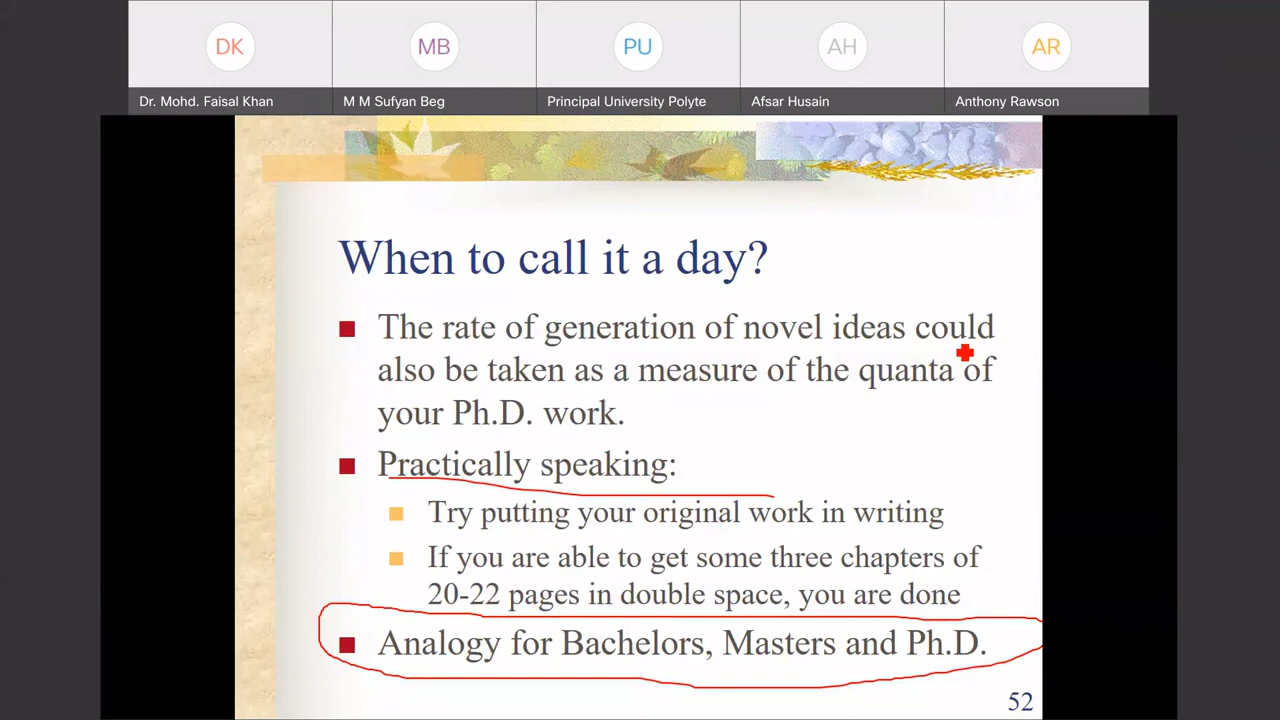 DK MB PU AH AR
Dr. Mohd. Faisal Khan M M Sufyan Beg Principal University Polyte Afsar Husain Anthony Rawson
When to call it a day?
The rate of generation of novel ideas could
also be taken as a measure of the quanta of
your Ph.D. work.
Practically speaking:
Try putting your original work in writing
If you are able to get some three chapters of
20-22 pages in double space, you are done
Analogy for Bachelors, Masters and Ph.D.
52